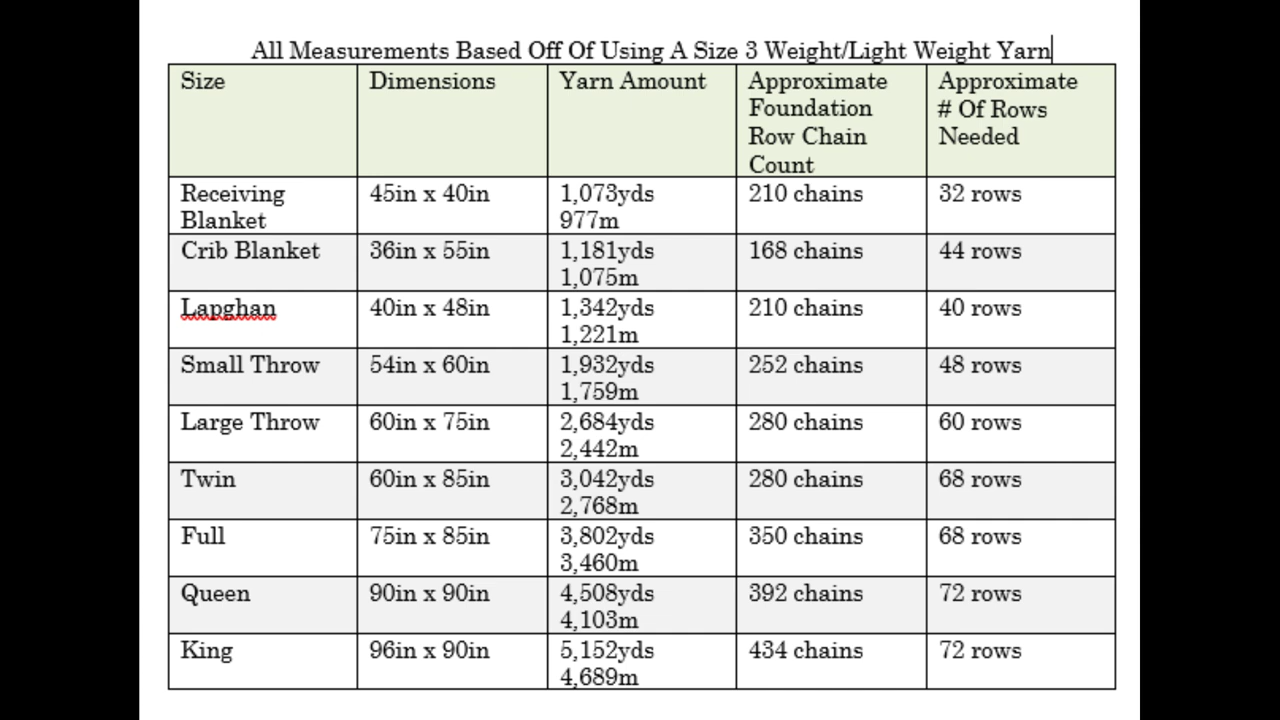 All Measurements Based Off Of Using A Size 3 Weight/Light Weight Yarn
Size
Dimensions
Yarn Amount
Approximate
Foundation
Row Chain
Count
Approximate
# Of Rows
Needed
Receiving
Blanket
45in x 40in
1,073yds
977m
210 chains
32 rows
Crib Blanket
36in x 55in
1,181yds
1,075m
168 chains
44 rows
Lapghan
40in x 48in
1,342yds
1,221m
210 chains
40 rows
Small Throw
54in x 60in
1,932yds
1,759m
252 chains
48 rows
Large Throw
60in x 75in
2,684yds
2,442m
280 chains
60 rows
Twin
60in x 85in
3,042yds
2,768m
280 chains
68 rows
Full
75in x 85in
3,802yds
3,460m
350 chains
68 rows
Queen
90in x 90in
4,508yds
4,103m
392 chains
72 rows
King
96in x 90in
5,152yds
4,689m
434 chains
72 rows